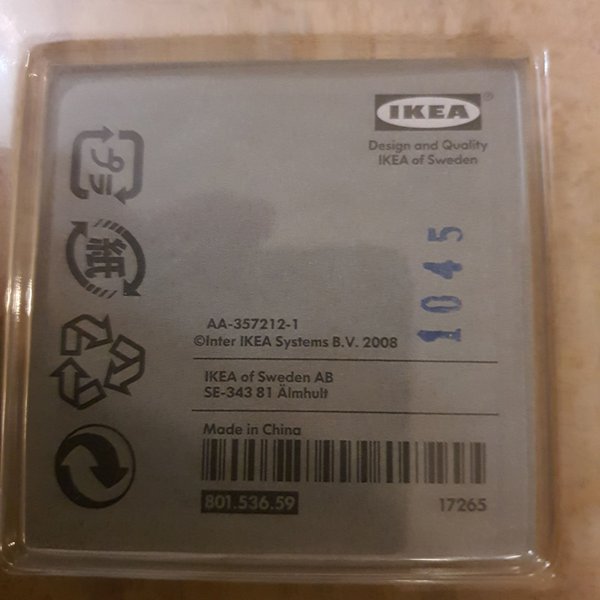 IKEA®
Design and Quality
IKEA of Sweden
プラ
紙
1045
AA-357212-1
©Inter IKEA Systems B.V. 2008
IKEA of Sweden AB
SE-343 81 Älmhult
Made in China
801.536.59
17265